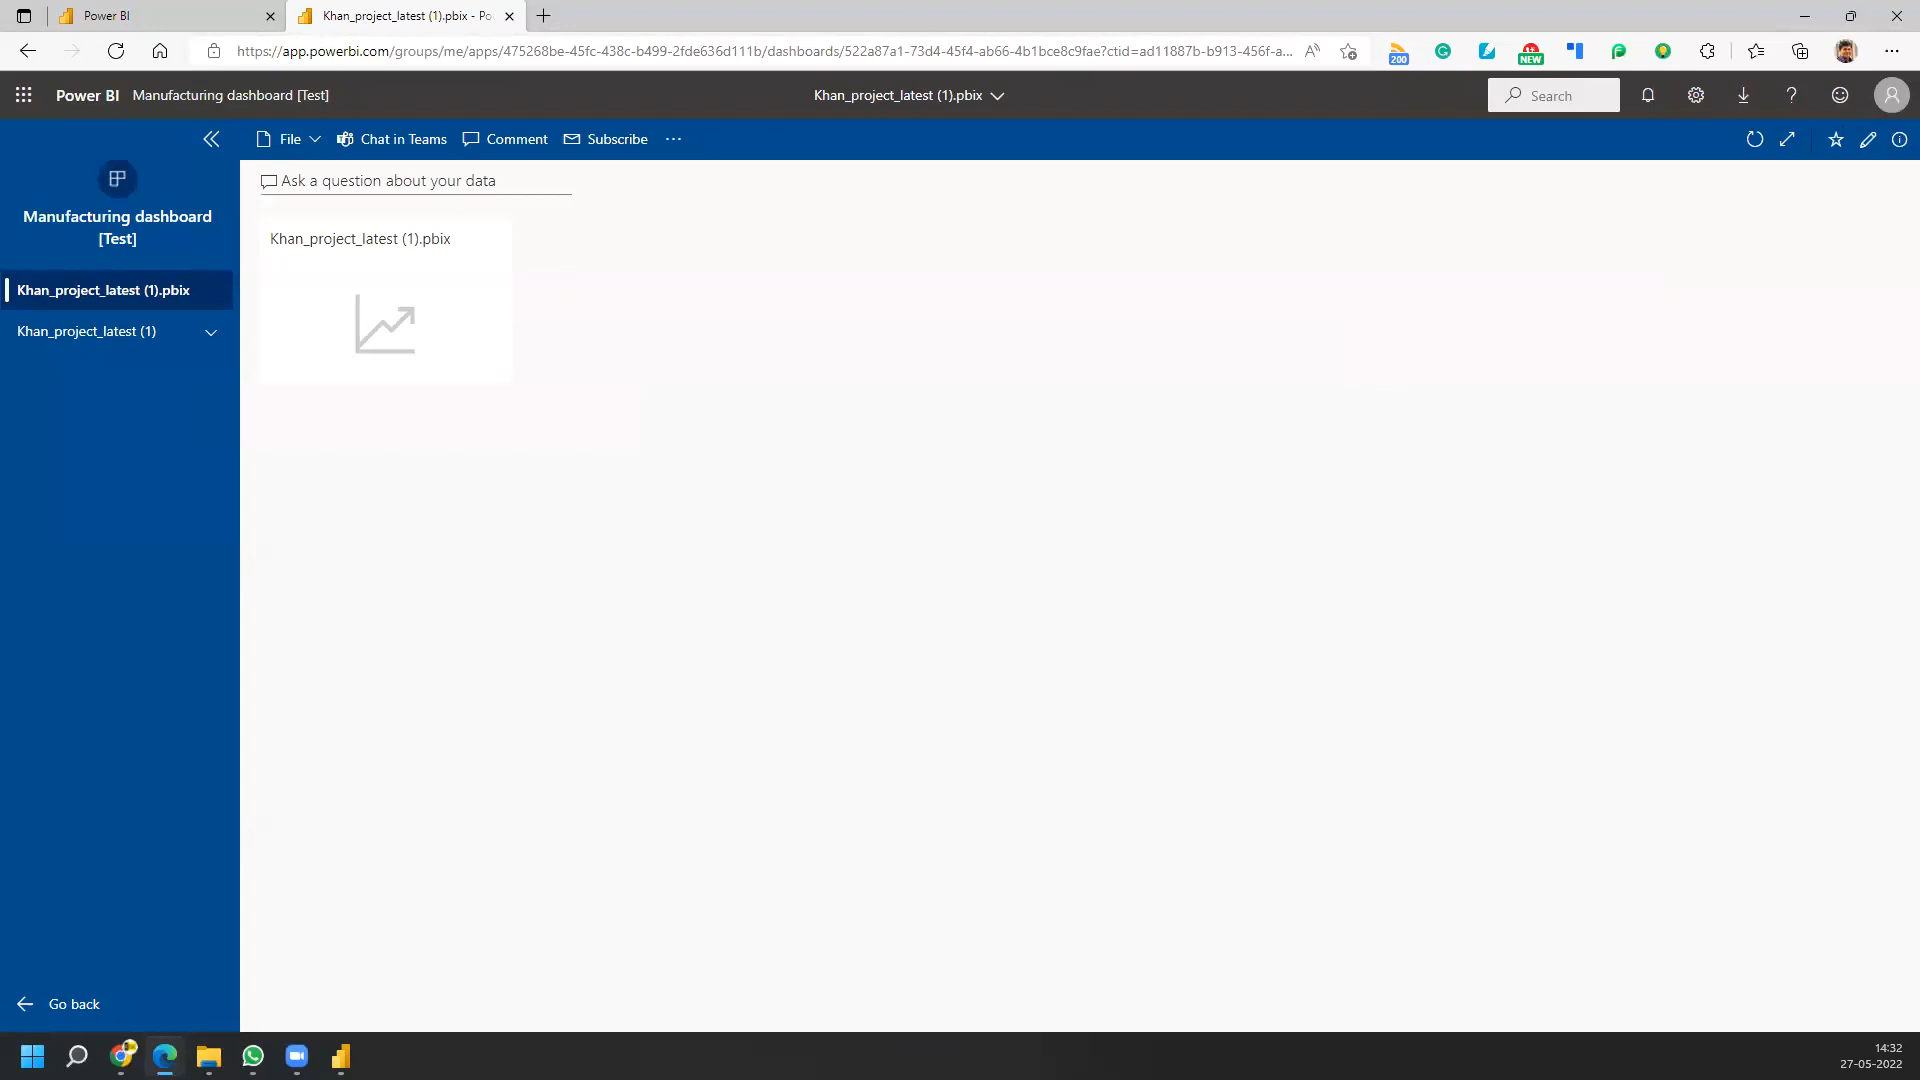 Power BI
Khan_project_latest (1).pbix - Po
https://app.powerbi.com/groups/me/apps/475268be-45fc-438c-b499-2fde636d111b/dashboards/522a87a1-73d4-45f4-ab66-4b1bce8c9fae?ctid=ad11887b-b913-456f-a...
200
NEW
Power BI Manufacturing dashboard [Test]
Khan_project_latest (1).pbix
Search
File
Chat in Teams
Comment
Subscribe
Manufacturing dashboard
[Test]
Khan_project_latest (1).pbix
Khan_project_latest (1)
Go back
Ask a question about your data
Khan_project_latest (1).pbix
14:32
27-05-2022